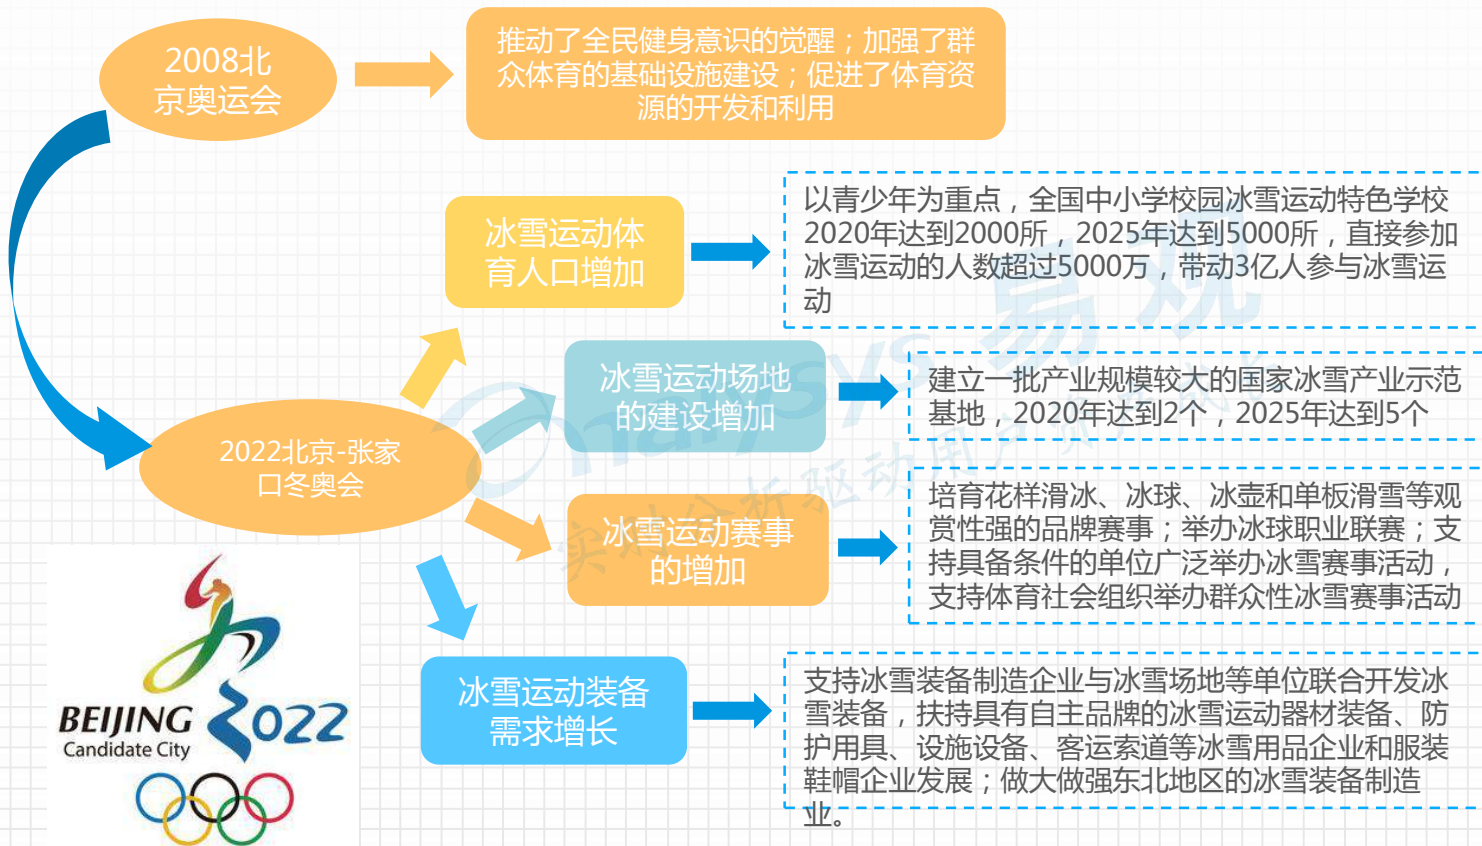 2008北
京奥运会
推动了全民健身意识的觉醒；加强了群
众体育的基础设施建设；促进了体育资
源的开发和利用
冰雪运动体
育人口增加
以青少年为重点，全国中小学校园冰雪运动特色学校
2020年达到2000所，2025年达到5000所，直接参加
冰雪运动的人数超过5000万，带动3亿人参与冰雪运
动
冰雪运动场地
的建设增加
建立一批产业规模较大的国家冰雪产业示范
基地，2020年达到2个，2025年达到5个
2022北京-张家
口冬奥会
冰雪运动赛事
的增加
培育花样滑冰、冰球、冰壶和单板滑雪等观
赏性强的品牌赛事；举办冰球职业联赛；支
持具备条件的单位广泛举办冰雪赛事活动，
支持体育社会组织举办群众性冰雪赛事活动
冰雪运动装备
需求增长
支持冰雪装备制造企业与冰雪场地等单位联合开发冰
雪装备，扶持具有自主品牌的冰雪运动器材装备、防
护用具、设施设备、客运索道等冰雪用品企业和服装
鞋帽企业发展；做大做强东北地区的冰雪装备制造
业。
BEIJING 2022
Candidate City
nalysys 易观
实时分析驱动用户资产成长